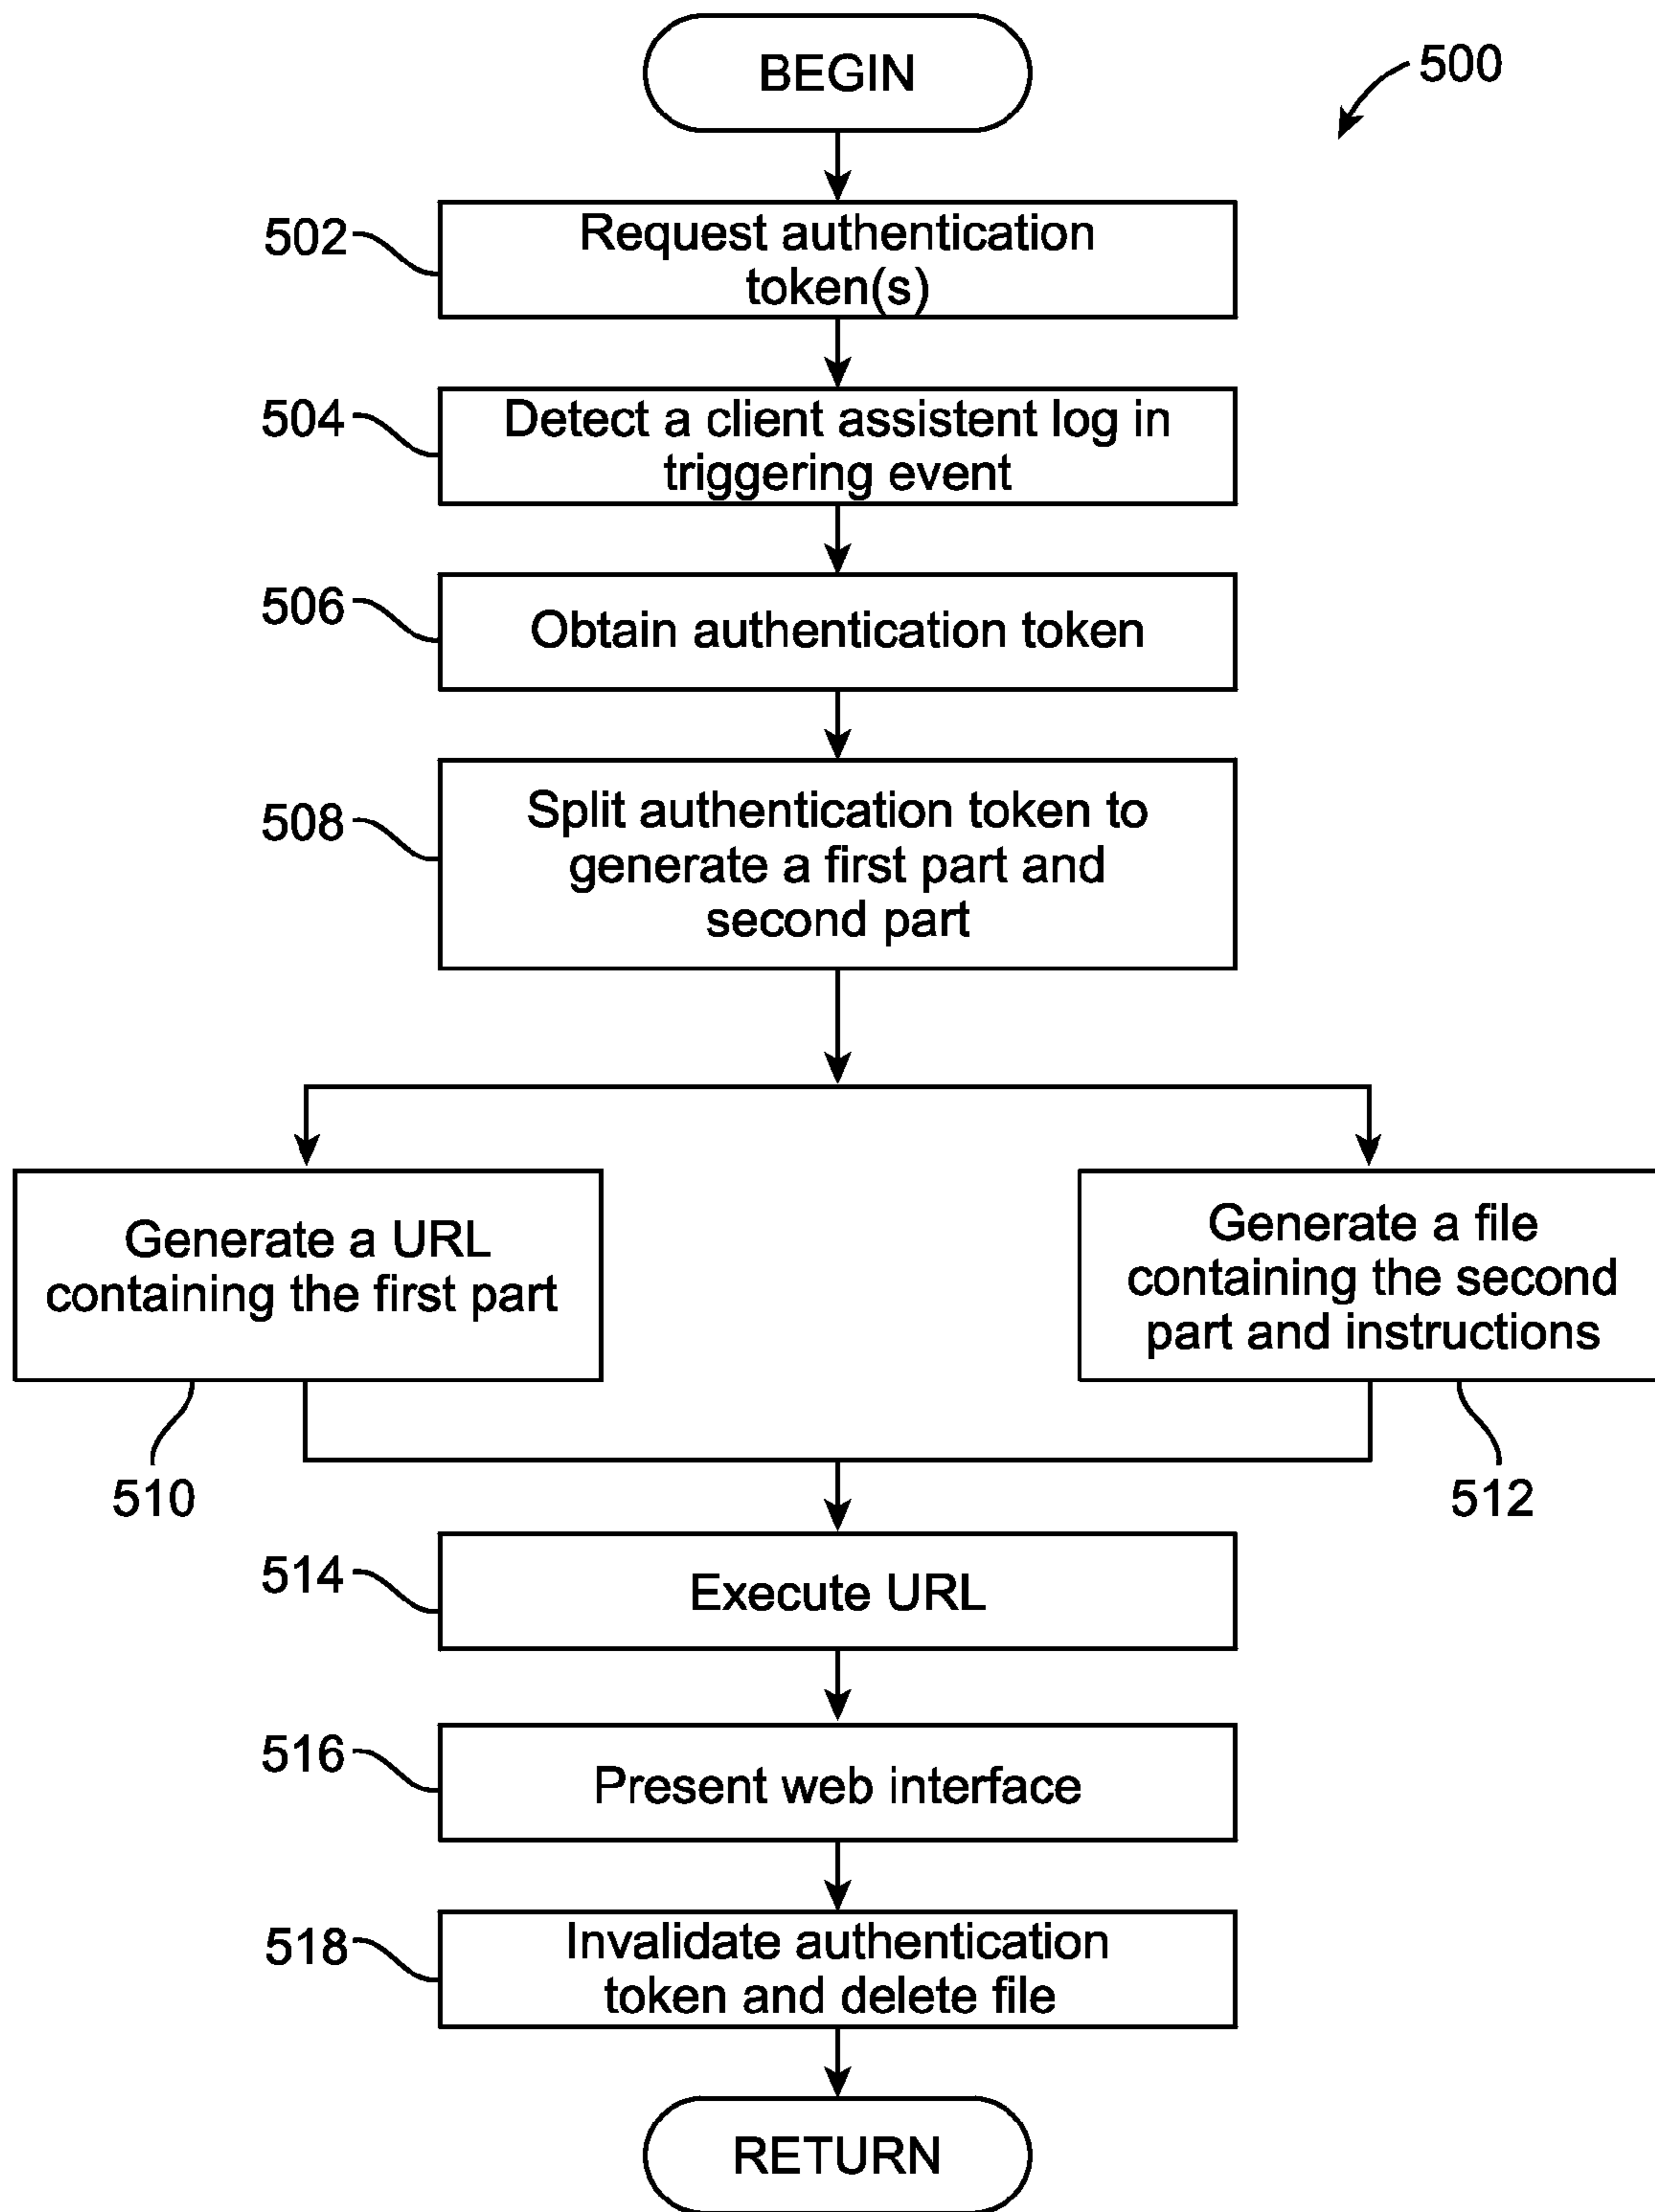 BEGIN
500
502
Request authentication
token(s)
504
Detect a client assistent log in
triggering event
506
Obtain authentication token
508
Split authentication token to
generate a first part and
second part
Generate a URL
containing the first part
Generate a file
containing the second
part and instructions
510
512
514
Execute URL
516
Present web interface
518
Invalidate authentication
token and delete file
RETURN